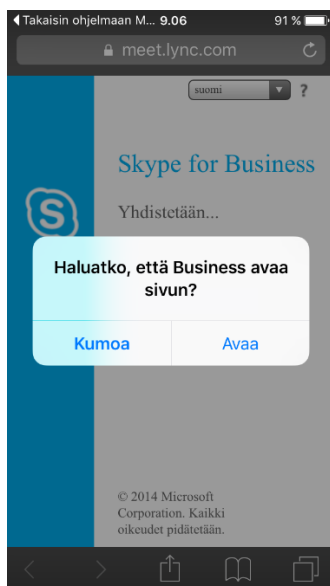 Takaisin ohjelmaan M... 9.06 91 %
meet.lync.com
suomi ?
Skype for Business
Yhdistetään...
Haluatko, että Business avaa
sivun?
Kumoa Avaa
© 2014 Microsoft
Corporation. Kaikki
oikeudet pidätetään.